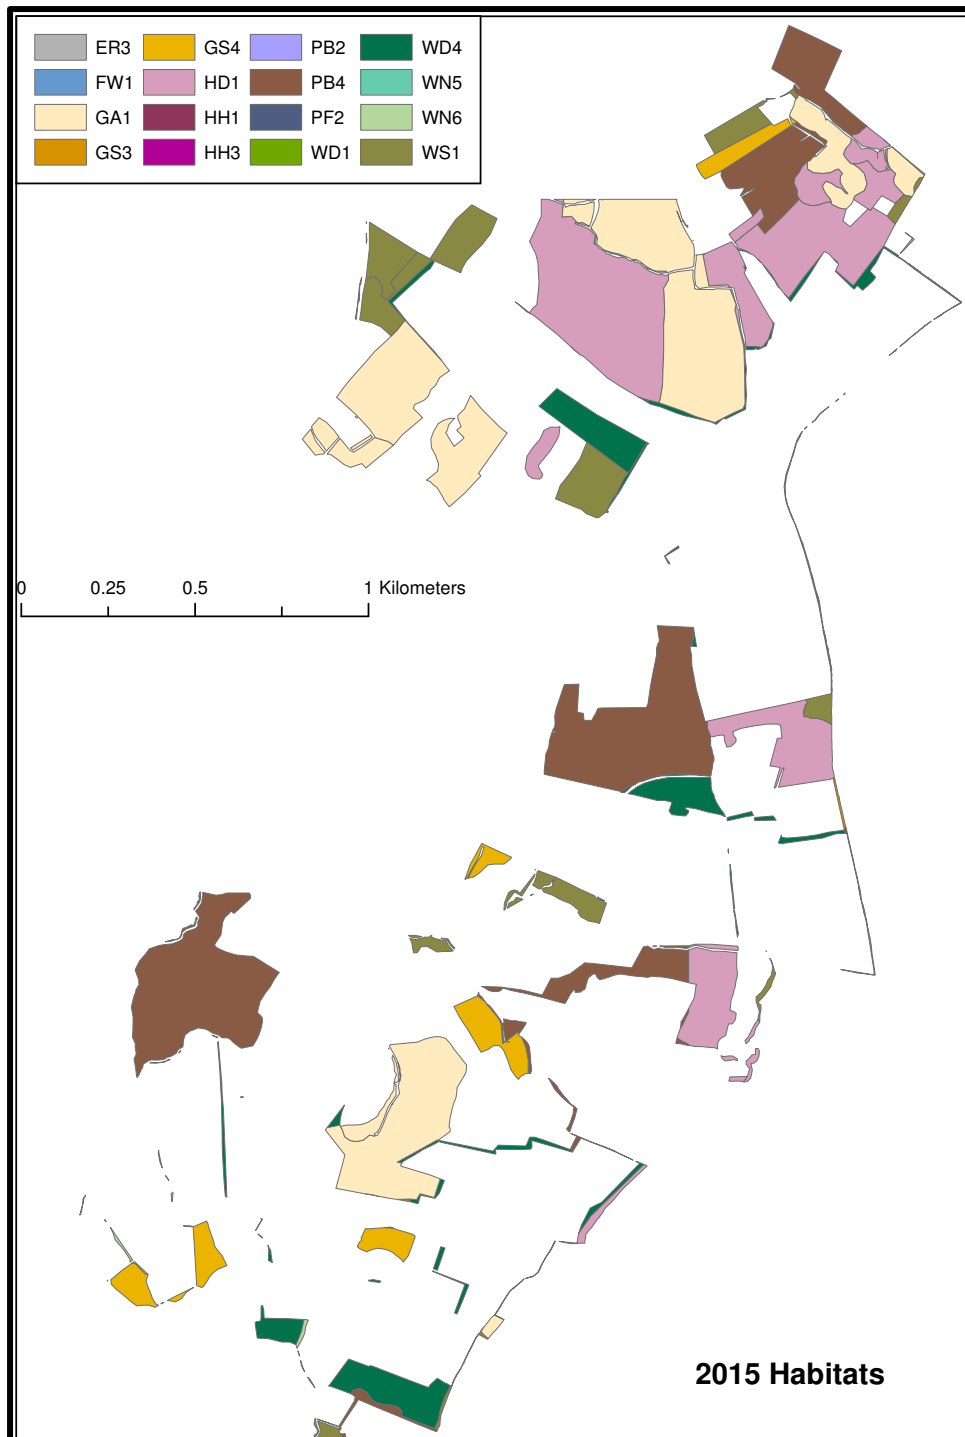 ER3 GS4 PB2 WD4
FW1 HD1 PB4 WN5
GA1 HH1 PF2 WN6
GS3 HH3 WD1 WS1
0 0.25 0.5 1 Kilometers
2015 Habitats